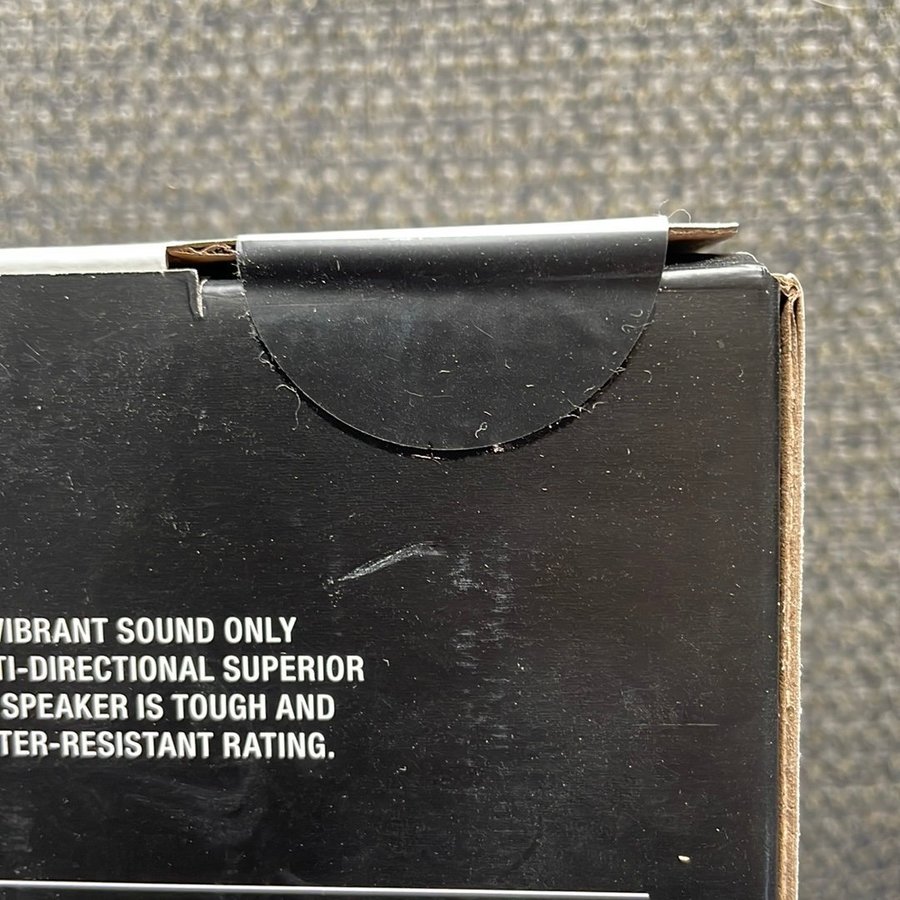 VIBRANT SOUND ONLY
TI-DIRECTIONAL SUPERIOR
SPEAKER IS TOUGH AND
TER-RESISTANT RATING.